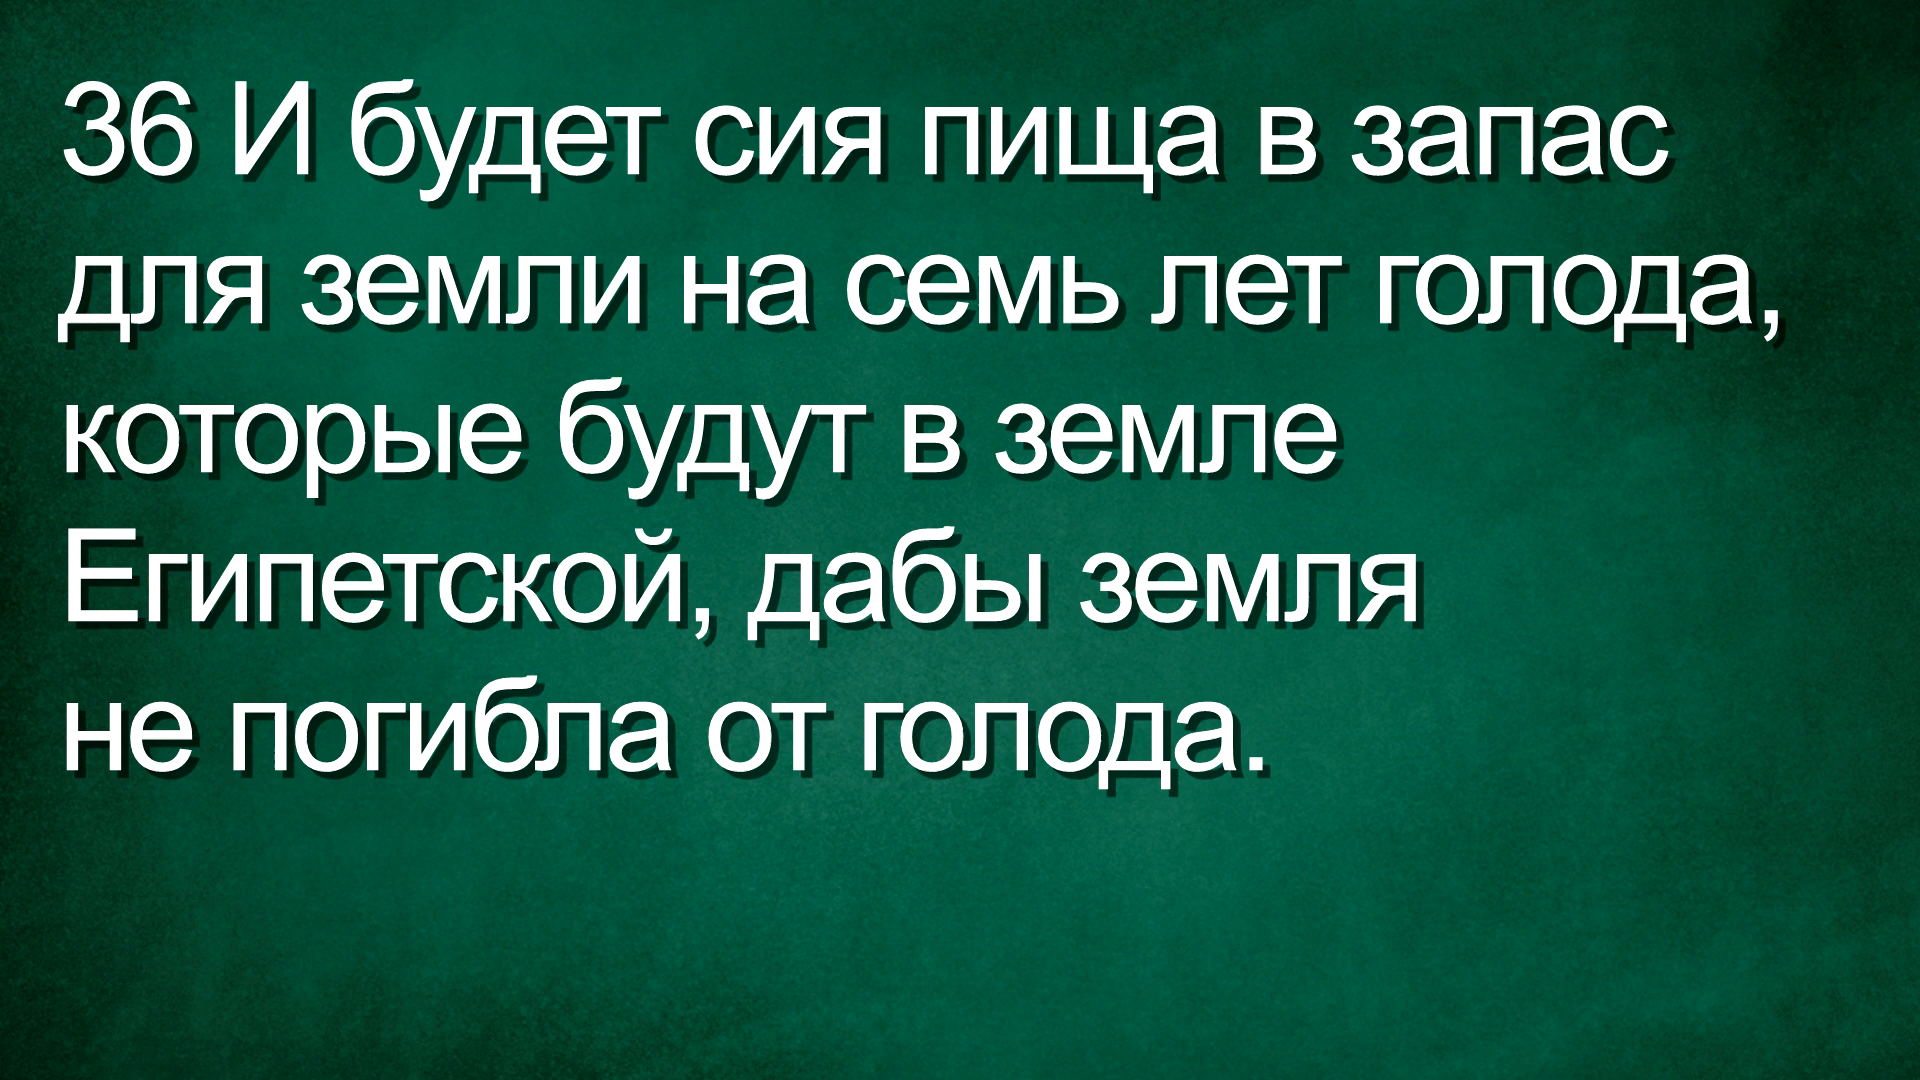 36 И будет сия пища в запас
для земли на семь лет голода,
которые будут в земле
Египетской, дабы земля
не погибла от голода.